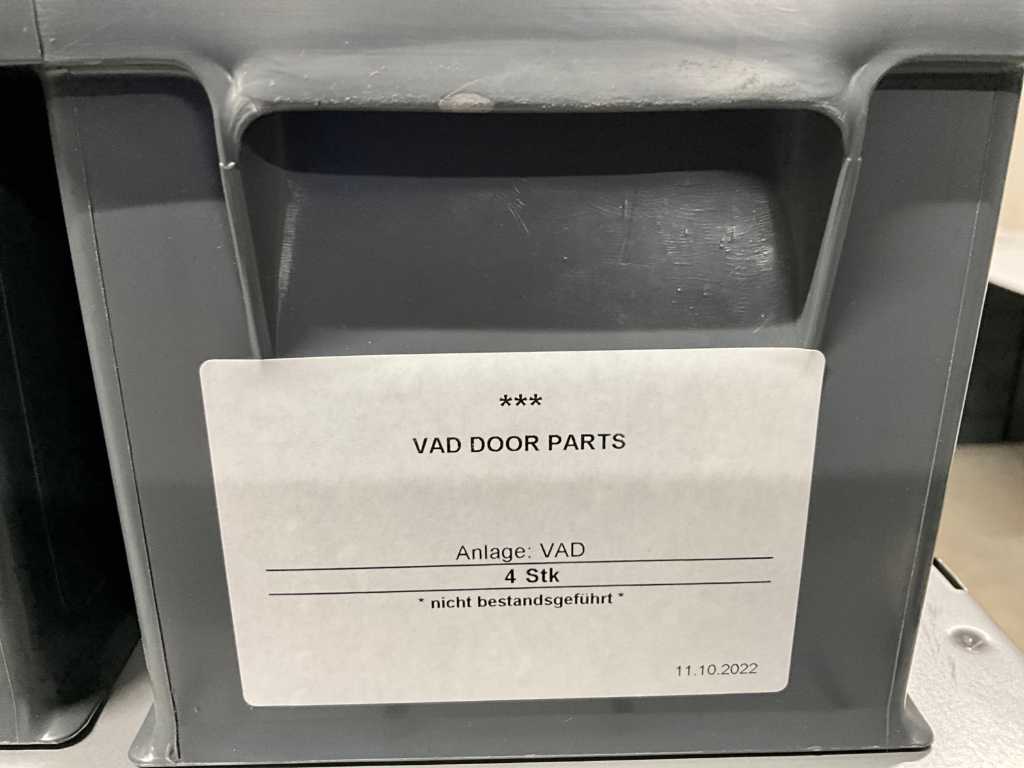 ***
VAD DOOR PARTS
Anlage: VAD
4 Stk
* nicht bestandsgeführt *
11.10.2022